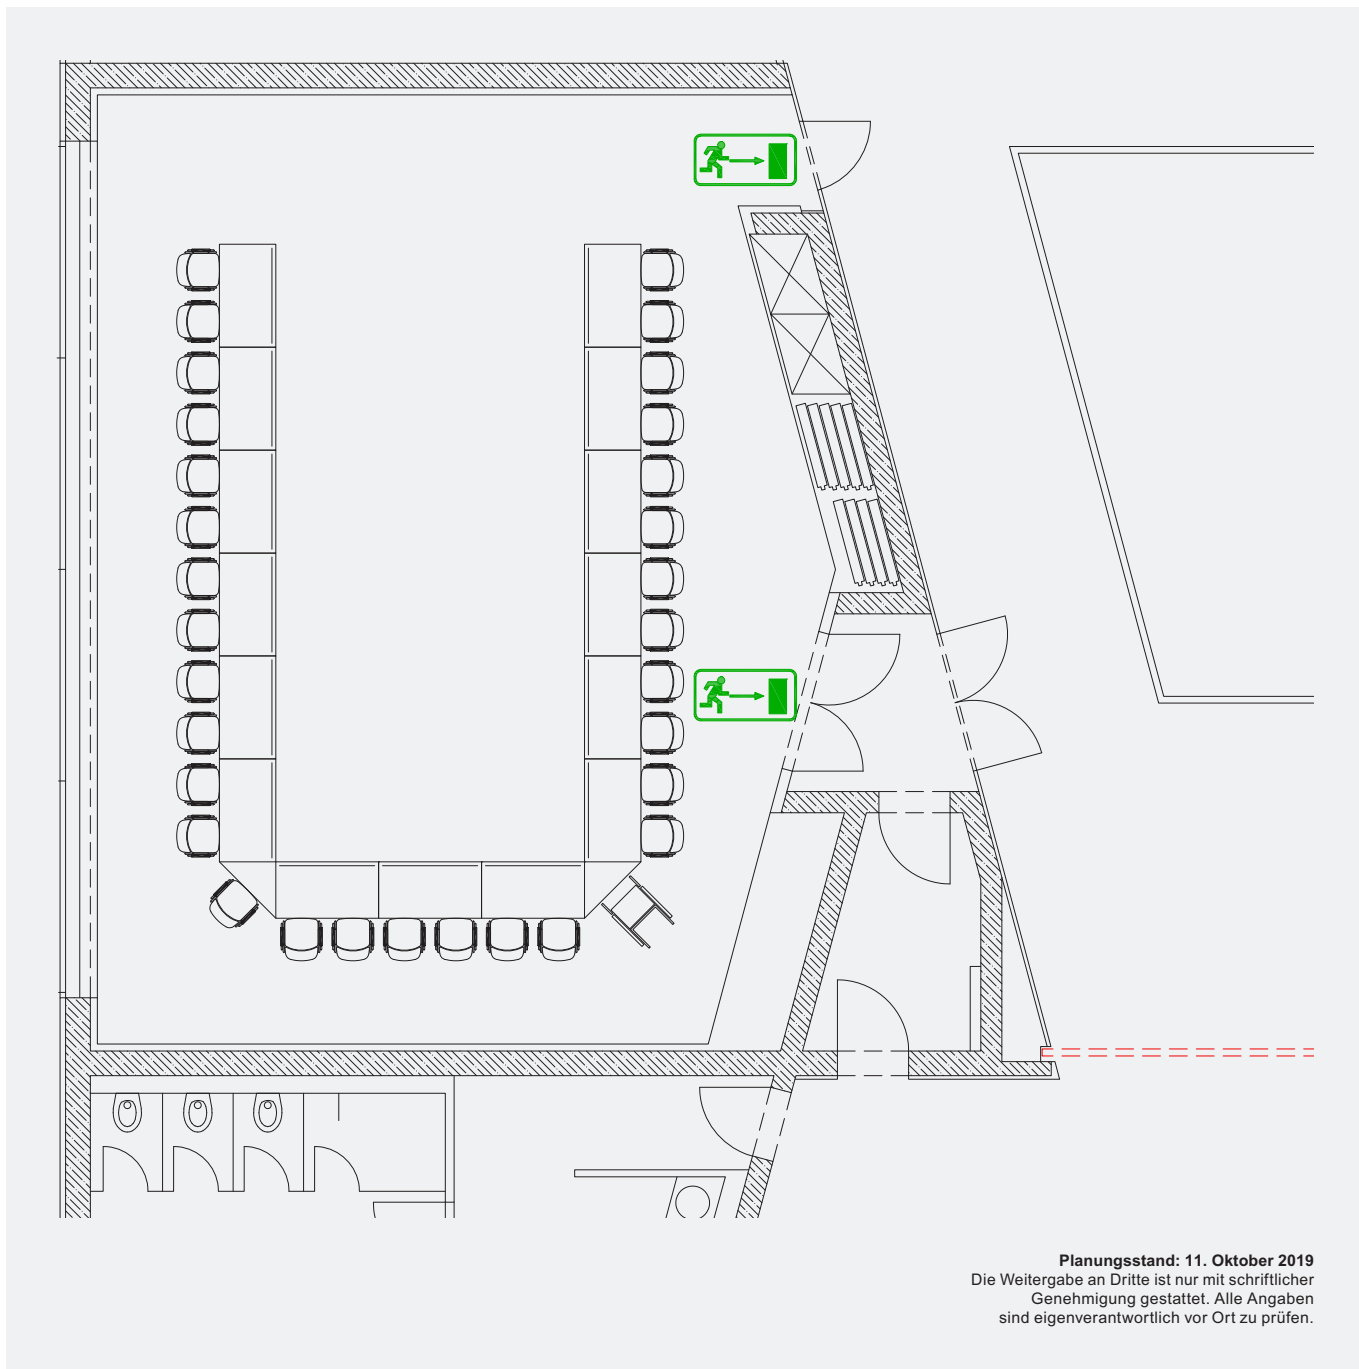 Planungsstand: 11. Oktober 2019
Die Weitergabe an Dritte ist nur mit schriftlicher
Genehmigung gestattet. Alle Angaben
sind eigenverantwortlich vor Ort zu prüfen.